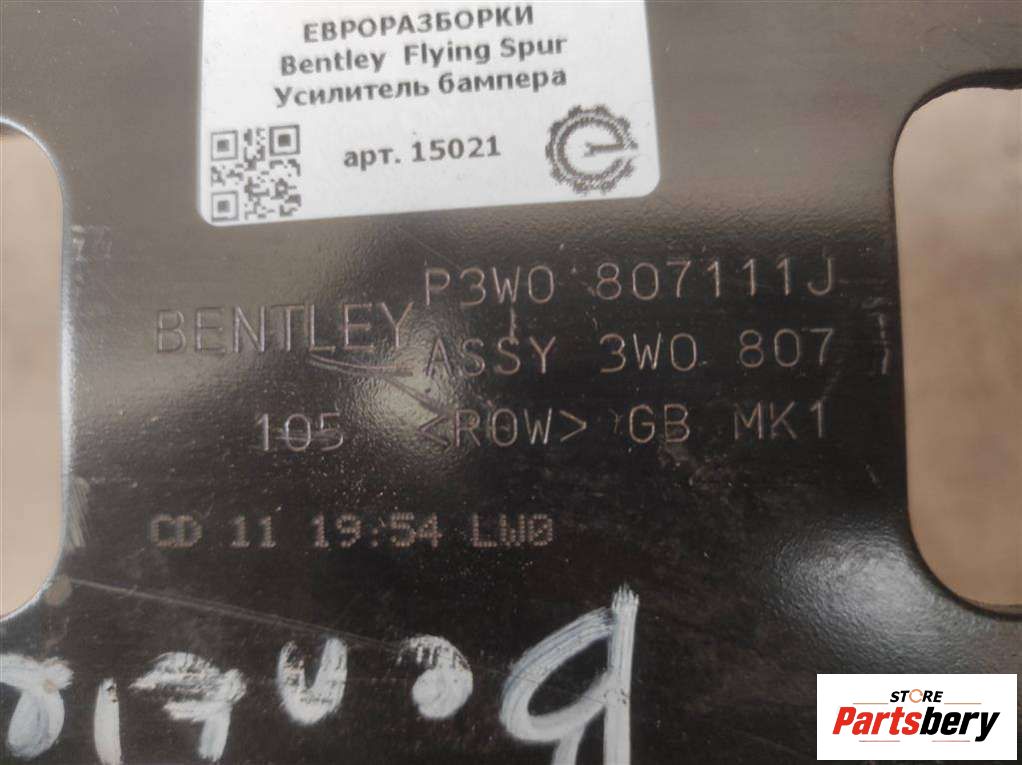 ЕВРОРАЗБОРКИ
Bentley Flying Spur
Усилитель бампера
арт. 15021
BENTLEY
P3W0 807111J
ASSY 3W0 807
105 <ROW> GB MK1
CD 11 19:54 LW0
STORE
Partsbery